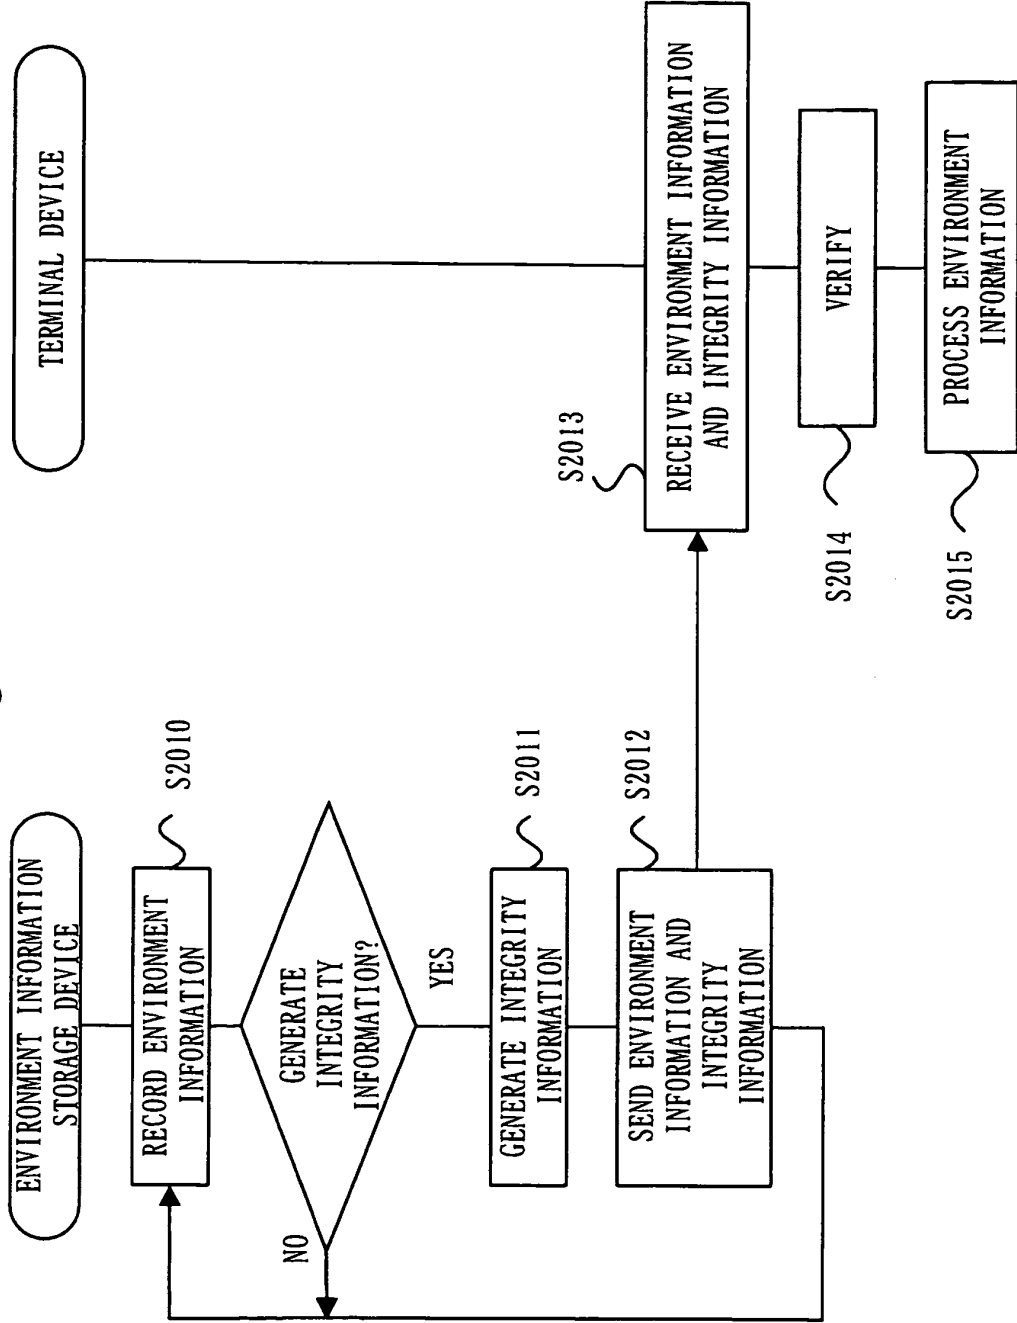 ENVIRONMENT INFORMATION
STORAGE DEVICE
RECORD ENVIRONMENT
INFORMATION
S2010
GENERATE
INTEGRITY
INFORMATION?
NO
YES
GENERATE INTEGRITY
INFORMATION
S2011
SEND ENVIRONMENT
INFORMATION AND
INTEGRITY
INFORMATION
S2012
TERMINAL DEVICE
RECEIVE ENVIRONMENT INFORMATION
AND INTEGRITY INFORMATION
S2013
VERIFY
S2014
PROCESS ENVIRONMENT
INFORMATION
S2015